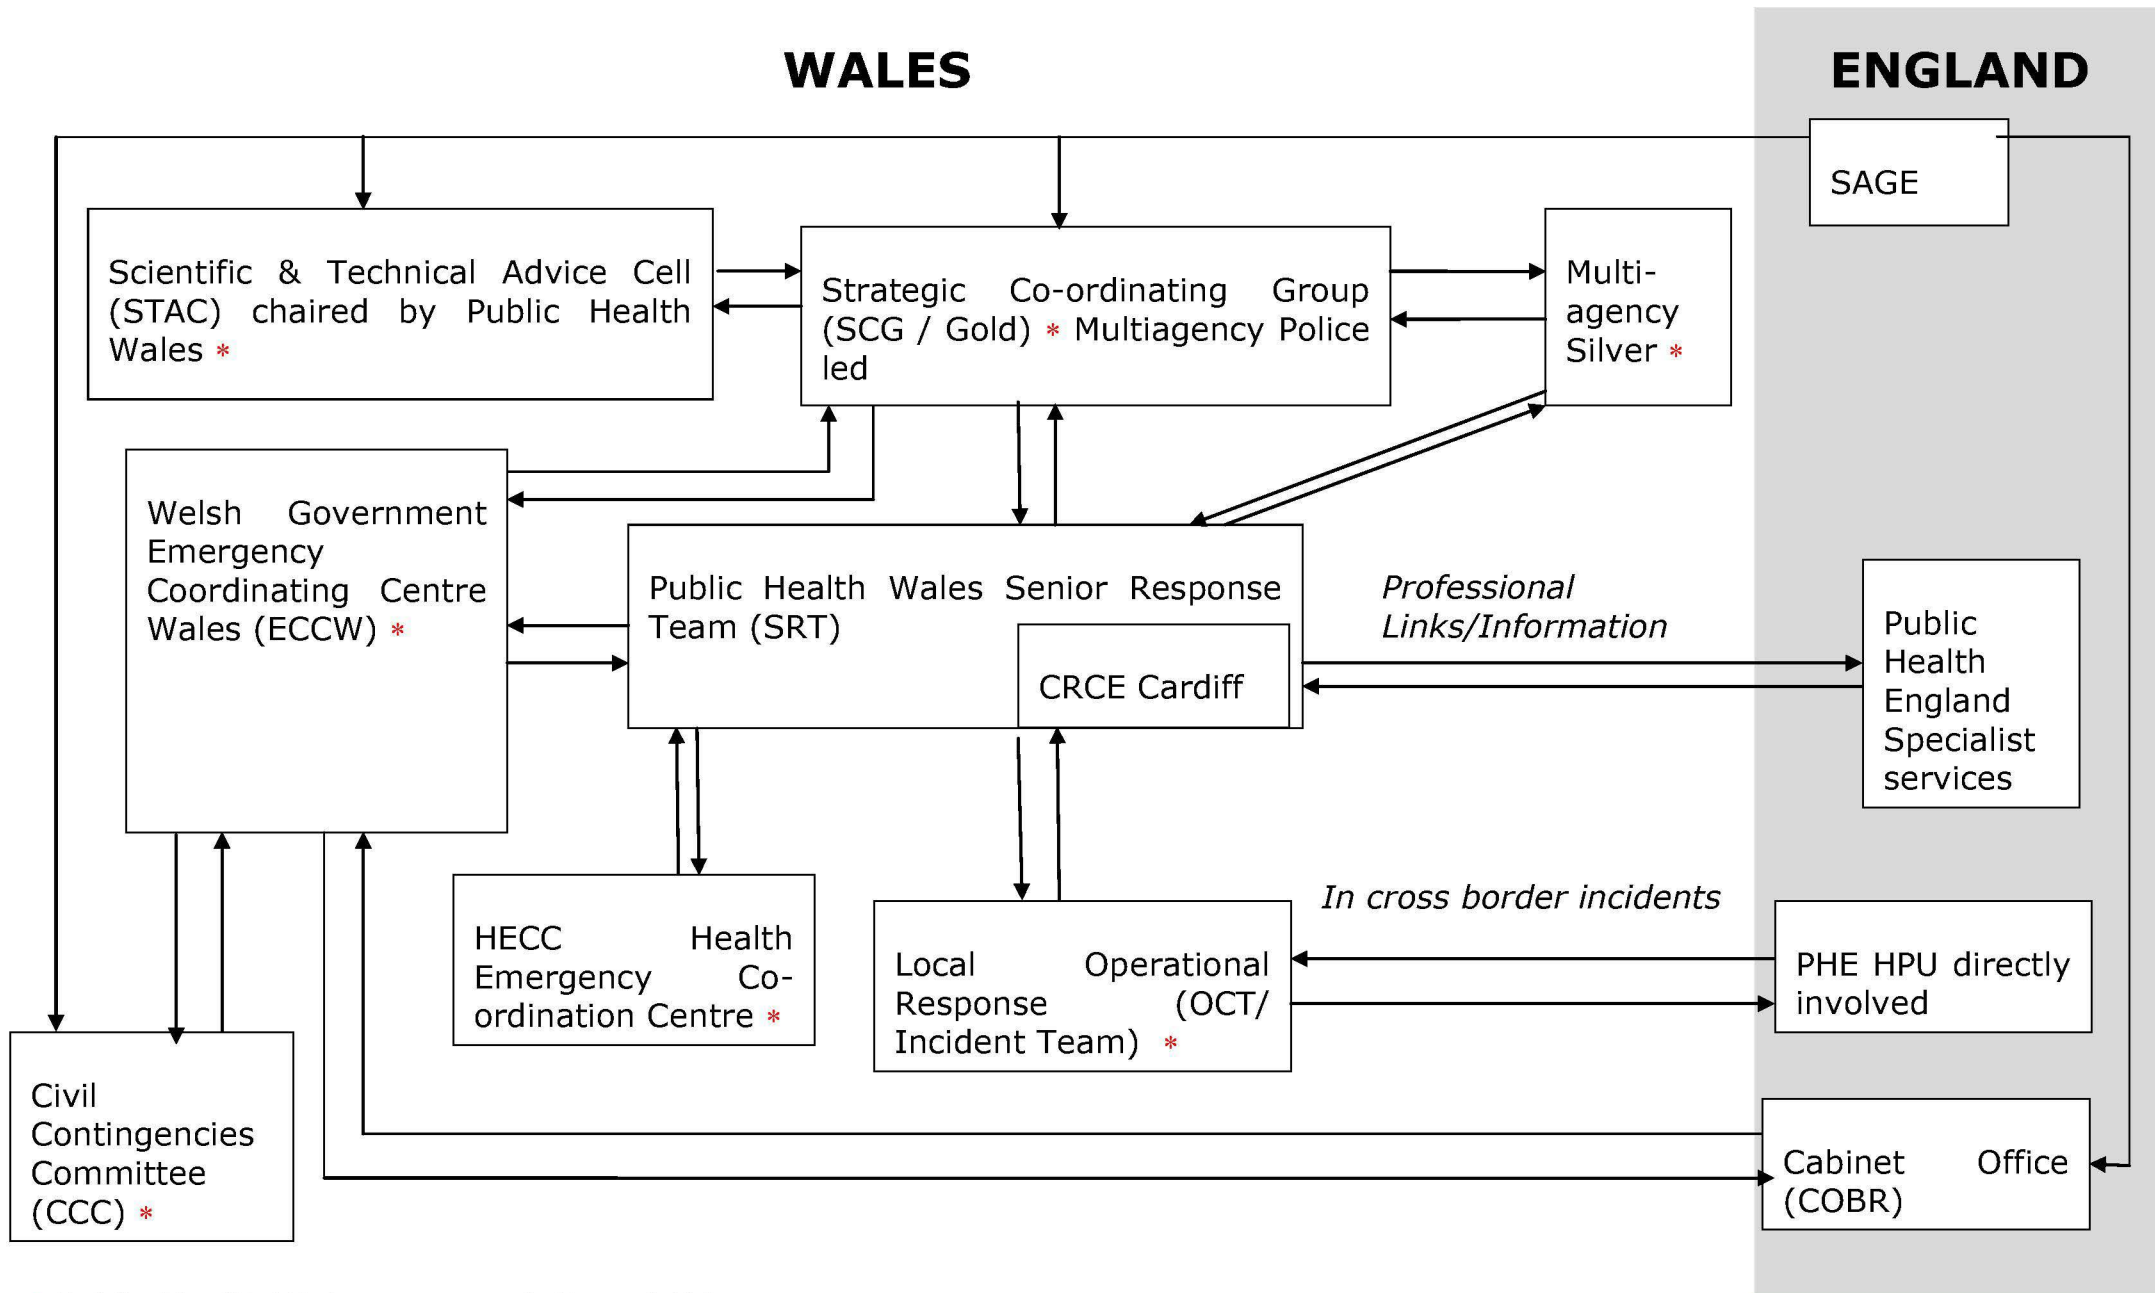 WALES
ENGLAND
SAGE
Scientific & Technical Advice Cell
(STAC) chaired by Public Health
Wales *
Strategic Co-ordinating Group
(SCG / Gold) * Multiagency Police
led
Multi-
agency
Silver *
Welsh Government
Emergency
Coordinating Centre
Wales (ECCW) *
Public Health Wales Senior Response
Team (SRT)
CRCE Cardiff
Professional
Links/Information
Public
Health
England
Specialist
services
HECC Health
Emergency Co-
ordination Centre *
Local Operational
Response (OCT/
Incident Team) *
In cross border incidents
PHE HPU directly
involved
Civil
Contingencies
Committee
(CCC) *
Cabinet Office
(COBR)